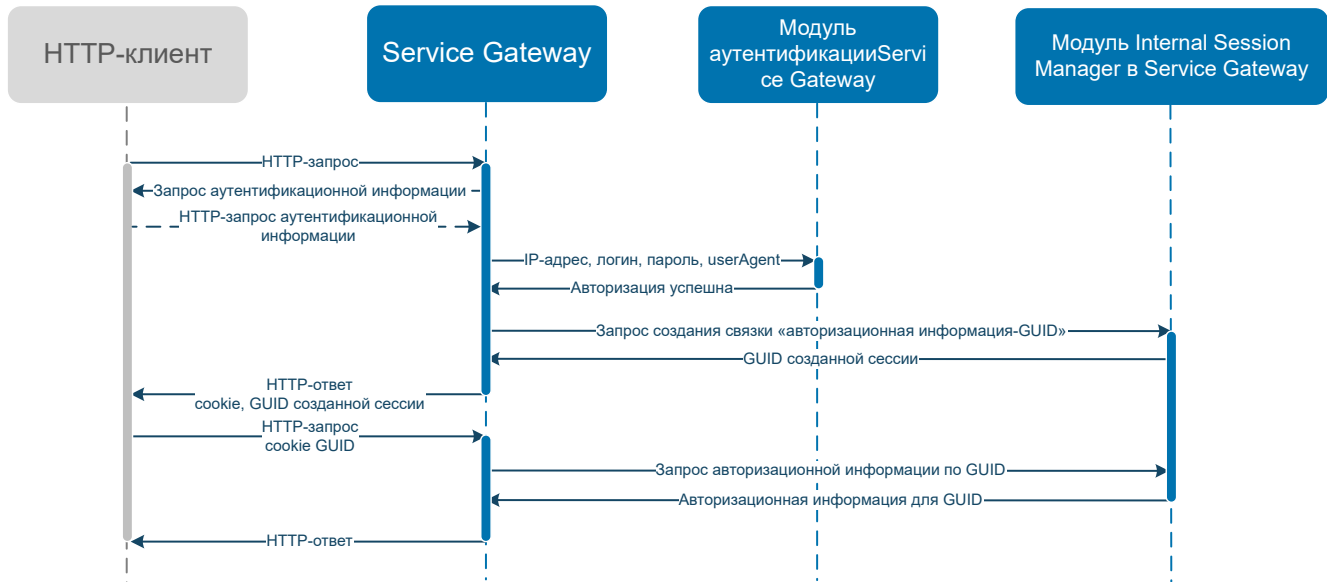 HTTP-клиент
Service Gateway
Модуль
аутентификацииServi
ce Gateway
Модуль Internal Session
Manager в Service Gateway
HTTP-запрос
Запрос аутентификационной информации
HTTP-запрос аутентификационной
информации
IP-адрес, логин, пароль, userAgent
Авторизация успешна
Запрос создания связки «авторизационная информация-GUID»
GUID созданной сессии
HTTP-ответ
cookie, GUID созданной сессии
HTTP-запрос
cookie GUID
Запрос авторизационной информации по GUID
Авторизационная информация для GUID
HTTP-ответ